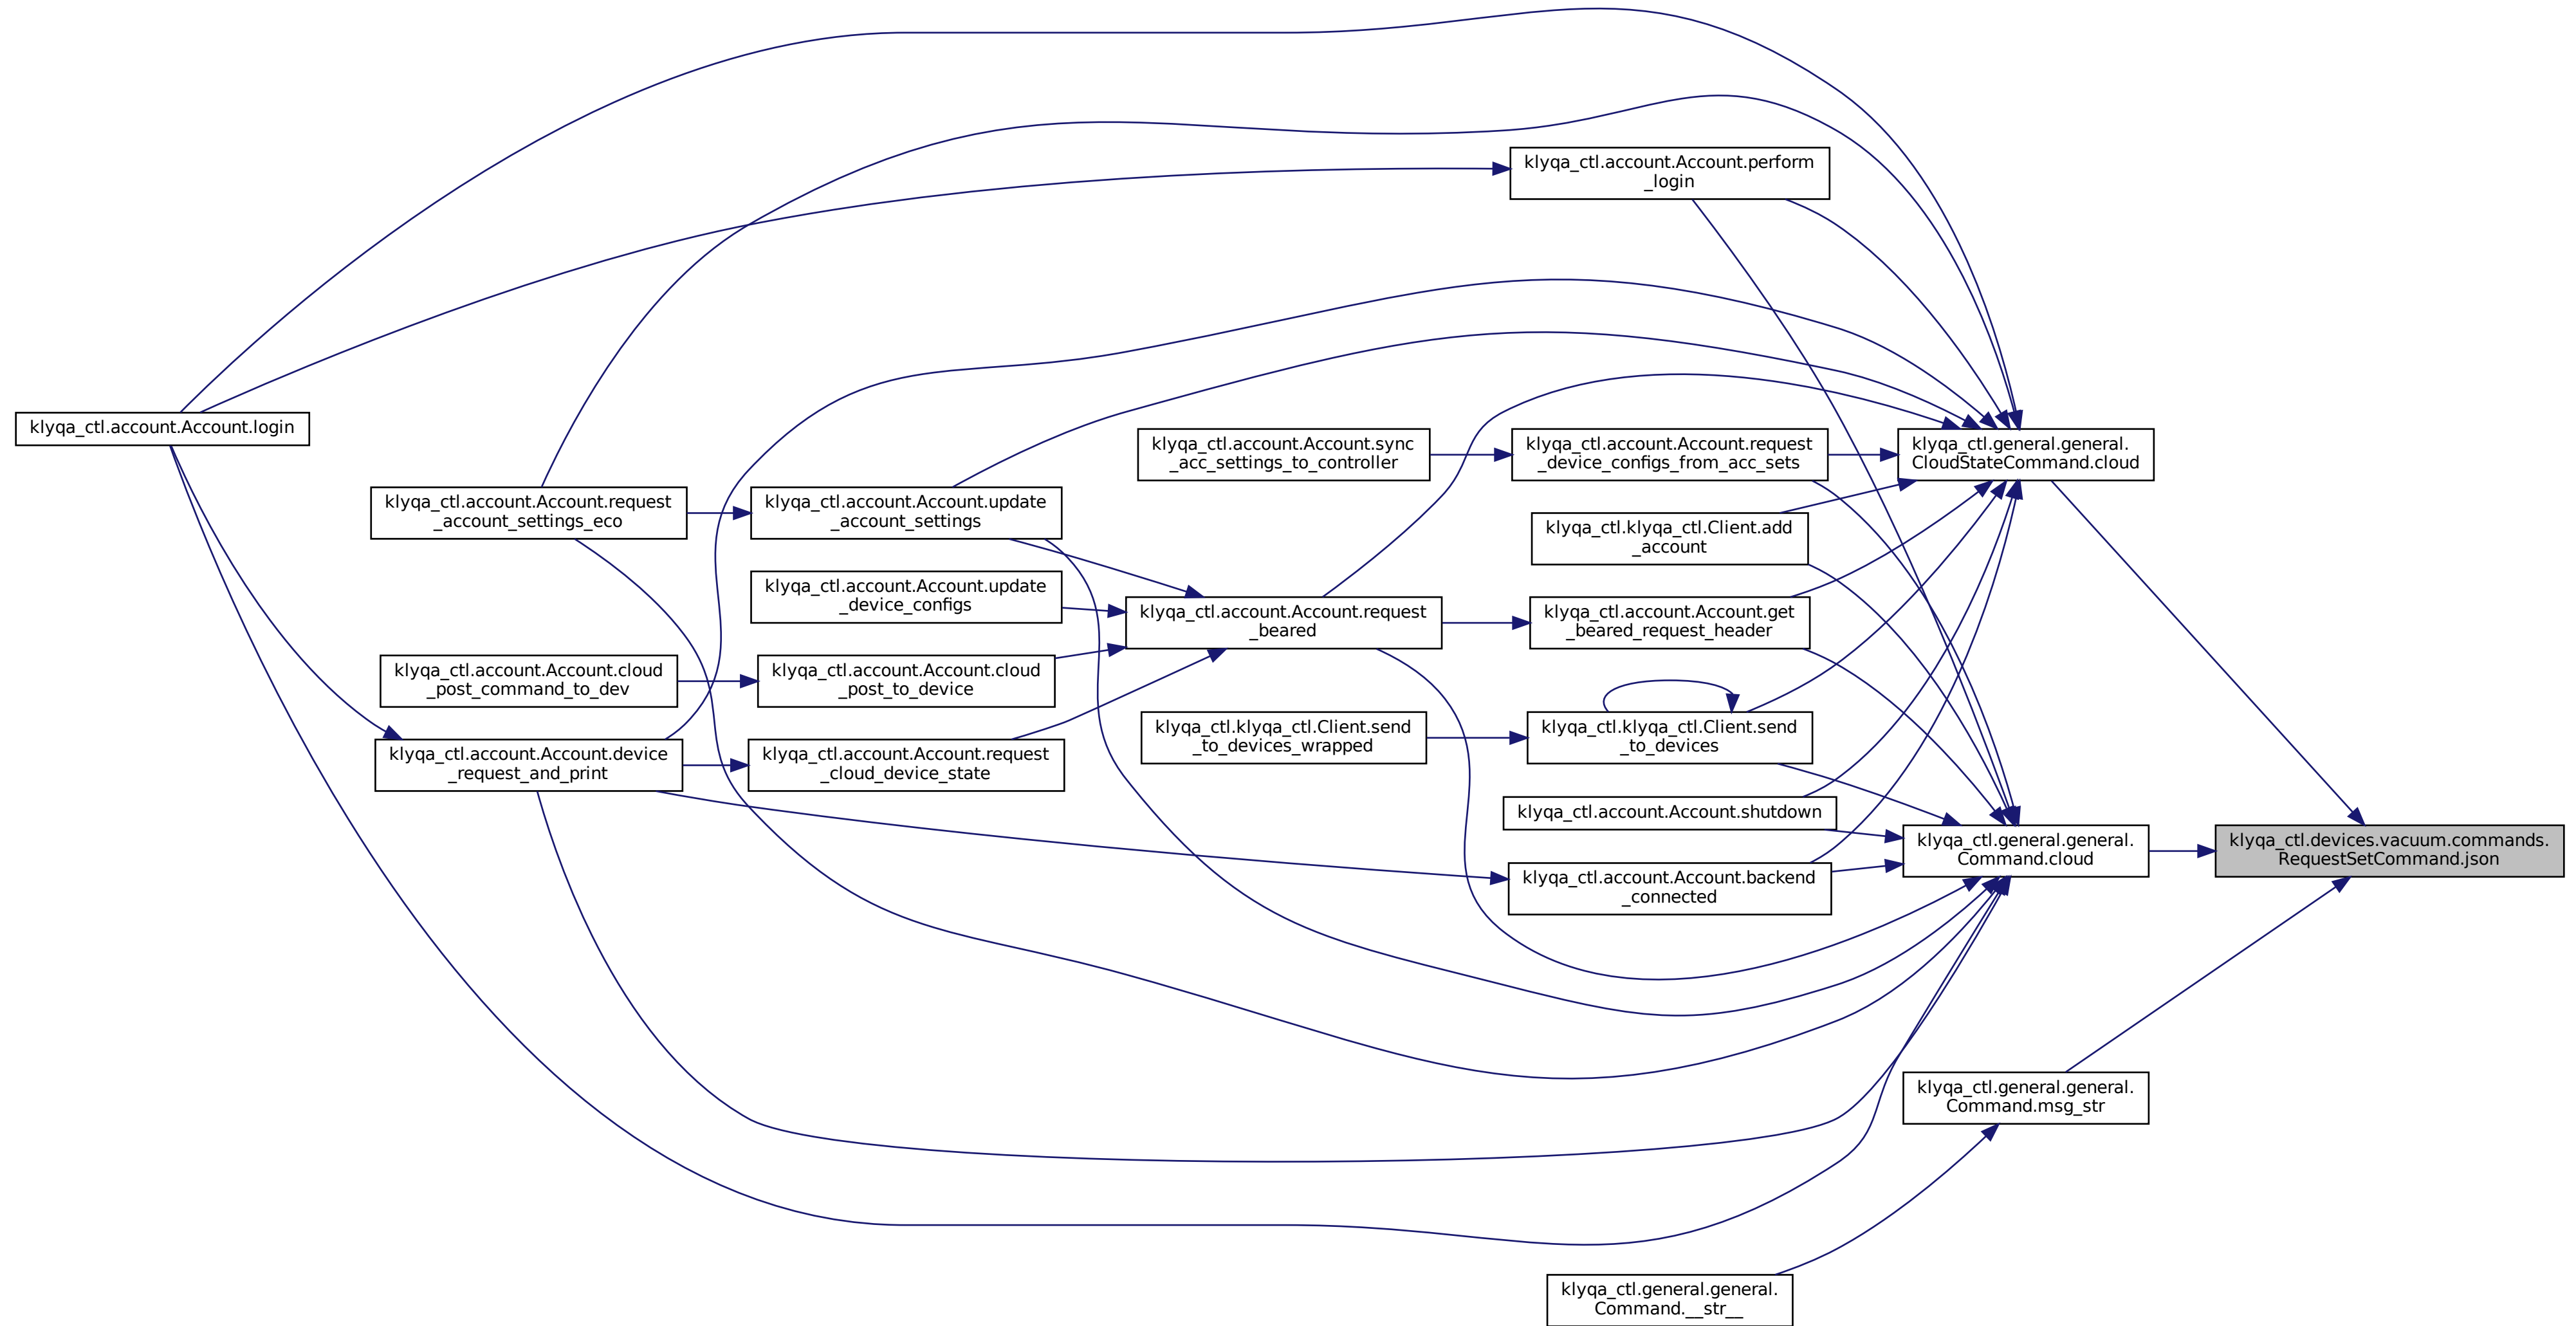 klyqa_ctl.account.Account.perform
_login
klyqa_ctl.account.Account.login
klyqa_ctl.account.Account.sync
_acc_settings_to_controller
klyqa_ctl.account.Account.request
_device_configs_from_acc_sets
klyqa_ctl.general.general.
CloudStateCommand.cloud
klyqa_ctl.account.Account.request
_account_settings_eco
klyqa_ctl.account.Account.update
_account_settings
klyqa_ctl.klyqa_ctl.Client.add
_account
klyqa_ctl.account.Account.update
_device_configs
klyqa_ctl.account.Account.request
_beared
klyqa_ctl.account.Account.get
_beared_request_header
klyqa_ctl.account.Account.cloud
_post_command_to_dev
klyqa_ctl.account.Account.cloud
_post_to_device
klyqa_ctl.klyqa_ctl.Client.send
_to_devices_wrapped
klyqa_ctl.klyqa_ctl.Client.send
_to_devices
klyqa_ctl.account.Account.device
_request_and_print
klyqa_ctl.account.Account.request
_cloud_device_state
klyqa_ctl.account.Account.shutdown
klyqa_ctl.general.general.
Command.cloud
klyqa_ctl.devices.vacuum.commands.
RequestSetCommand.json
klyqa_ctl.account.Account.backend
_connected
klyqa_ctl.general.general.
Command.msg_str
klyqa_ctl.general.general.
Command.__str__